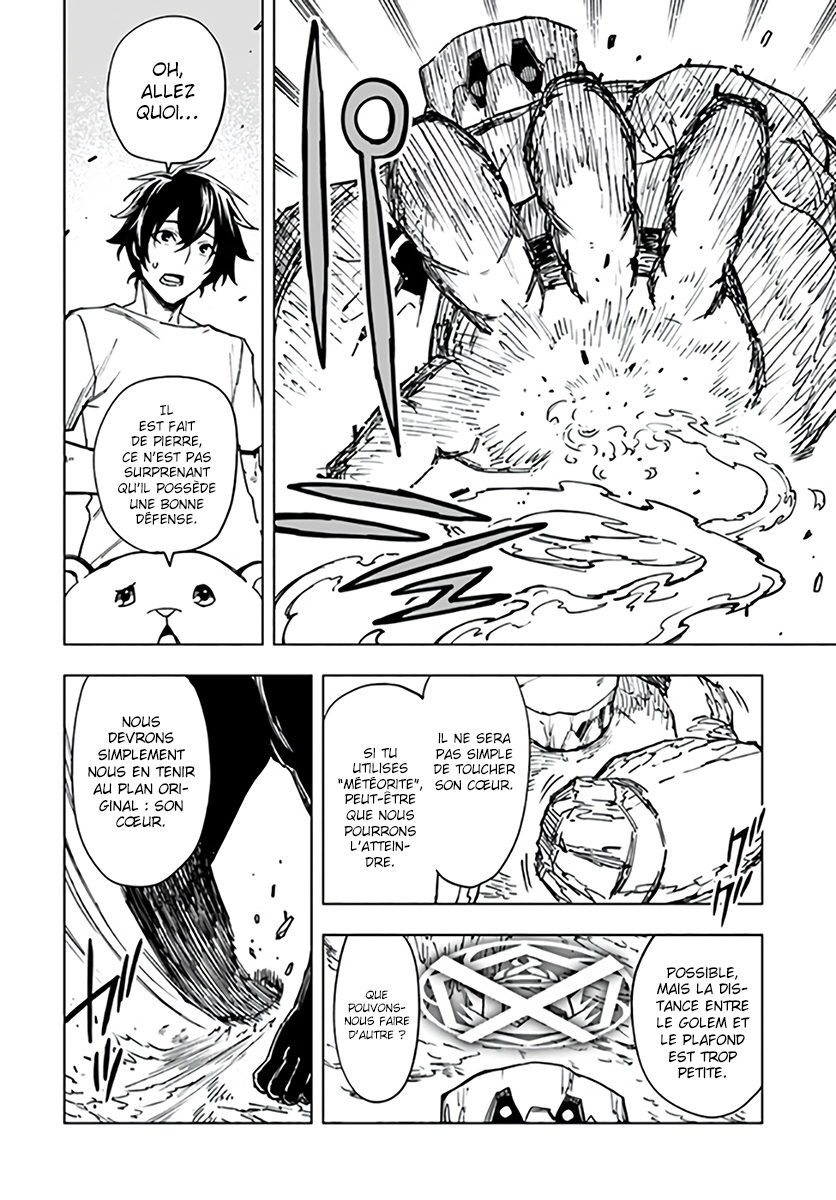 OH,
ALLEZ
QUOI...
IL
EST FAIT
DE PIERRE,
CE N'EST PAS
SURPRENANT
QU'IL POSSÈDE
UNE BONNE
DÉFENSE.
IL NE SERA
PAS SIMPLE
DE TOUCHER
SON CŒUR.
SI TU
UTILISES
"MÉTÉORITE",
PEUT-ÊTRE
QUE NOUS
POURRONS
L'ATTEIN-
DRE.
POSSIBLE,
MAIS LA DIS-
TANCE ENTRE
LE GOLEM ET
LE PLAFOND
EST TROP
PETITE.
QUE
POUVONS-
NOUS FAIRE
D'AUTRE ?
NOUS
DEVRONS
SIMPLEMENT
NOUS EN TENIR
AU PLAN ORI-
GINAL : SON
CŒUR.